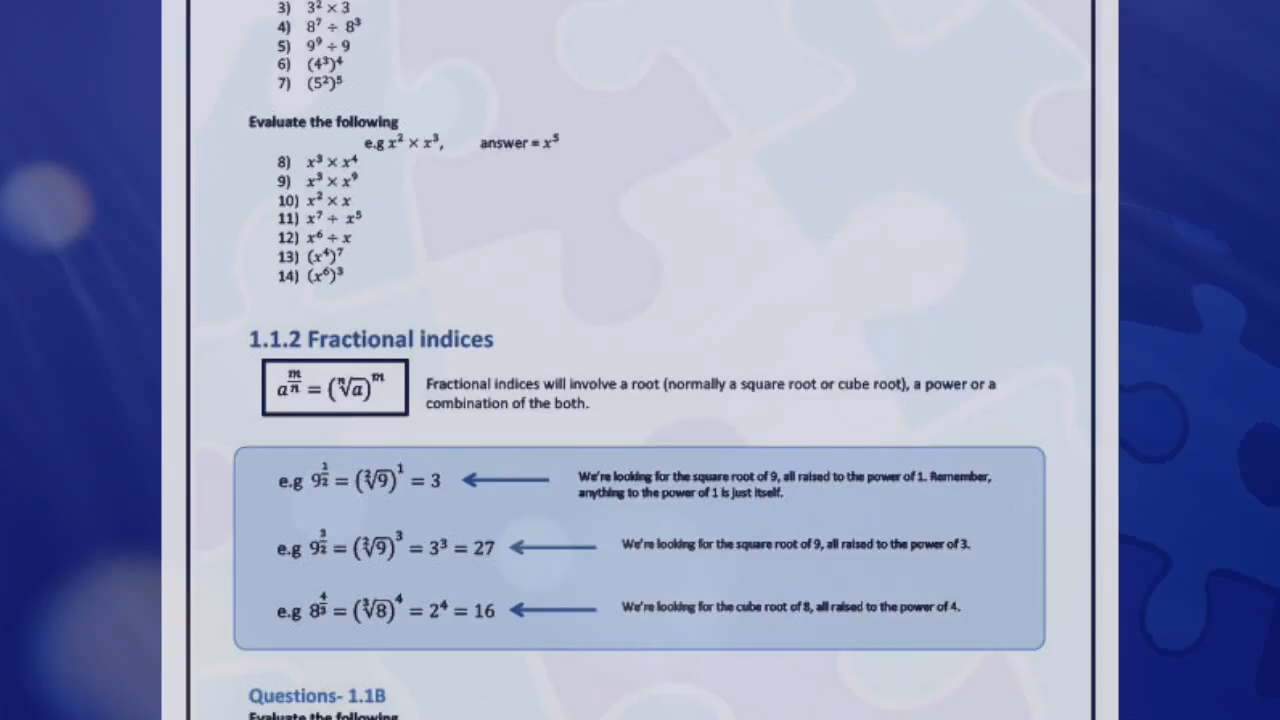 3) 3² × 3
4) 8⁷ ÷ 8³
5) 9⁹ ÷ 9
6) (4³)⁴
7) (5²)⁵
Evaluate the following
e.g x² × x³, answer = x⁵
8) x³ × x⁴
9) x³ × x⁹
10) x² × x
11) x⁷ ÷ x⁵
12) x⁶ ÷ x
13) (x⁴)⁷
14) (x⁶)³
1.1.2 Fractional indices
a^(m/n) = (ⁿ√a)^m Fractional indices will involve a root (normally a square root or cube root), a power or a
combination of the both.
e.g 9^(1/2) = (²√9)¹ = 3 We're looking for the square root of 9, all raised to the power of 1. Remember,
anything to the power of 1 is just itself.
e.g 9^(3/2) = (²√9)³ = 3³ = 27 We're looking for the square root of 9, all raised to the power of 3.
e.g 8^(4/3) = (³√8)⁴ = 2⁴ = 16 We're looking for the cube root of 8, all raised to the power of 4.
Questions- 1.1B
Evaluate the following